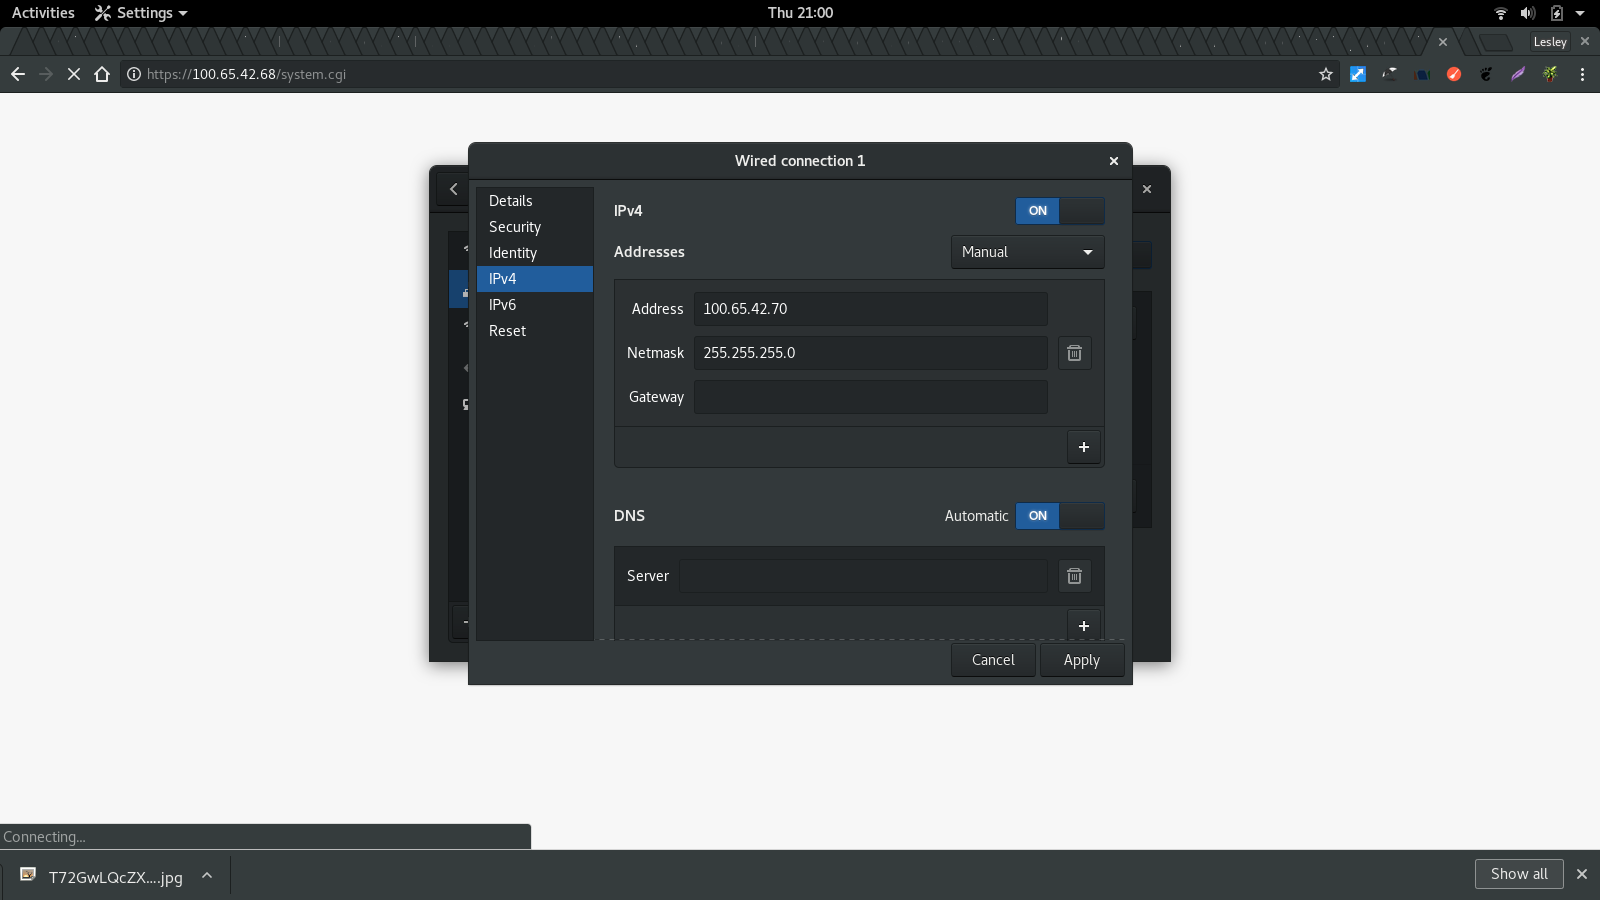 Activities Settings Thu 21:00
Lesley
https://100.65.42.68/system.cgi
Wired connection 1
Details
Security
Identity
IPv4
IPv6
Reset
IPv4 ON
Addresses Manual
Address 100.65.42.70
Netmask 255.255.255.0
Gateway
DNS Automatic ON
Server
Cancel Apply
Connecting...
T72GwLQcZX....jpg Show all